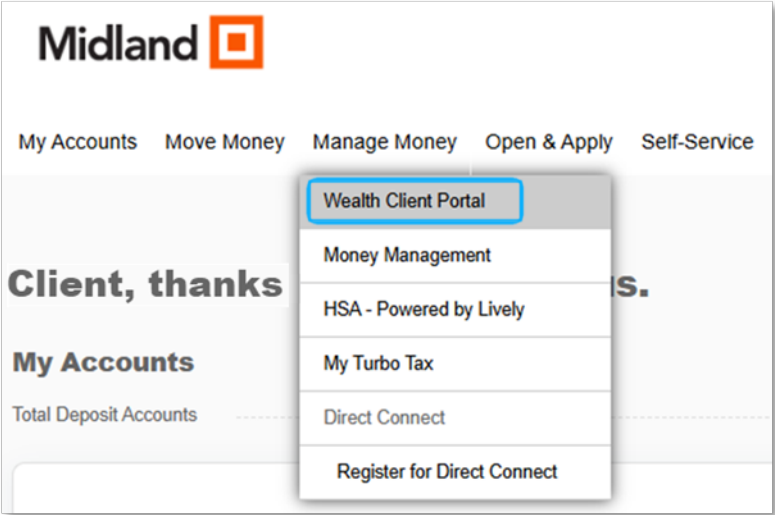 Midland
My Accounts Move Money Manage Money Open & Apply Self-Service
Wealth Client Portal
Money Management
Client, thanks s.
HSA - Powered by Lively
My Accounts
My Turbo Tax
Total Deposit Accounts
Direct Connect
Register for Direct Connect